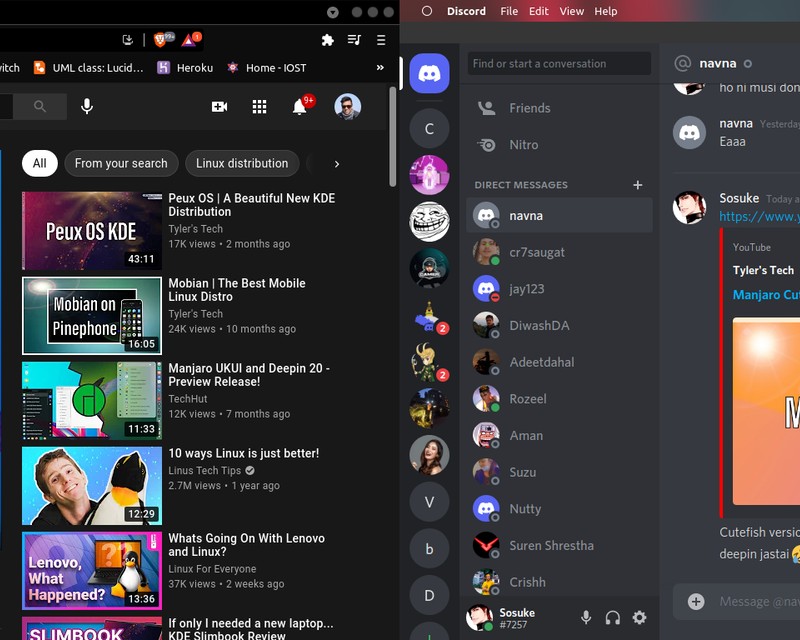 99+
1
witch
UML class: Lucid…
Heroku
Home - IOST
»
9+
All
From your search
Linux distribution
Peux OS KDE
43:11
Peux OS | A Beautiful New KDE
Distribution
Tyler's Tech
17K views • 2 months ago
Mobian on
Pinephone
16:05
Mobian | The Best Mobile
Linux Distro
Tyler's Tech
24K views • 10 months ago
11:33
Manjaro UKUI and Deepin 20 -
Preview Release!
TechHut
12K views • 7 months ago
12:29
10 ways Linux is just better!
Linus Tech Tips
2.7M views • 1 year ago
Lenovo,
What
Happened?
13:36
Whats Going On With Lenovo
and Linux?
Linux For Everyone
37K views • 2 weeks ago
SLIMBOOK
If only I needed a new laptop...
KDE Slimbook Review
Discord File Edit View Help
C
2
2
V
b
D
Find or start a conversation
Friends
Nitro
DIRECT MESSAGES +
navna
cr7saugat
jay123
DiwashDA
Adeetdahal
Rozeel
Aman
Suzu
Nutty
Suren Shrestha
Crishh
Sosuke
#7257
@ navna
ho ni musi don
navna Yesterday
Eaaa
Sosuke Today a
https://www.y
YouTube
Tyler's Tech
Manjaro Cut
M
Cutefish versio
deepin jastai
Message @nav